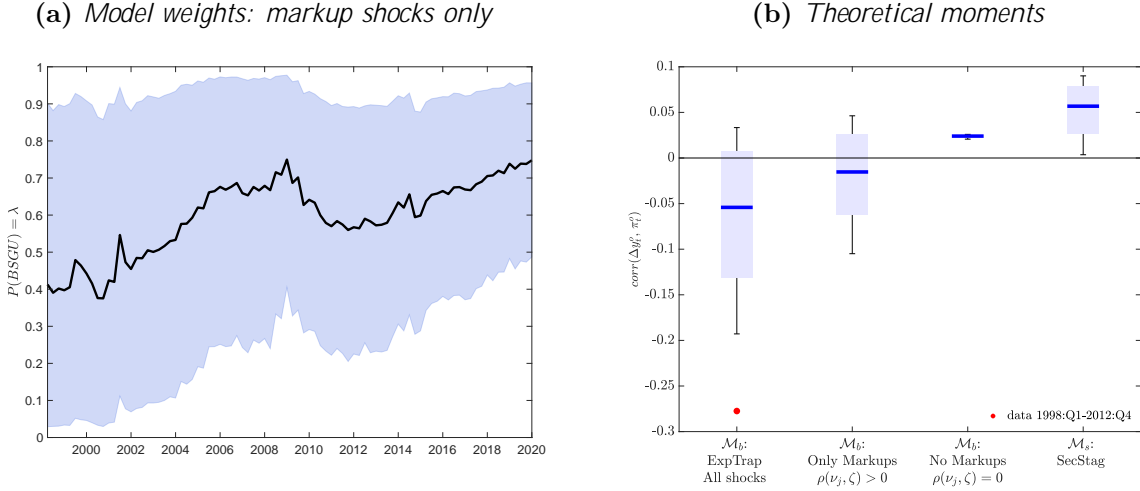 (a) Model weights: markup shocks only
1
0.9
0.8
0.7
0.6
0.5
0.4
0.3
0.2
0.1
0
P(BSGU) = λ
2000 2002 2004 2006 2008 2010 2012 2014 2016 2018 2020
(b) Theoretical moments
0.05
0
-0.05
-0.1
-0.15
-0.2
-0.25
-0.3
corr(Δy_t^o, π_t^o)
data 1998:Q1-2012:Q4
ℳ_b:
ExpTrap
All shocks
ℳ_b:
Only Markups
ρ(ν_j, ζ) > 0
ℳ_b:
No Markups
ρ(ν_j, ζ) = 0
ℳ_s:
SecStag